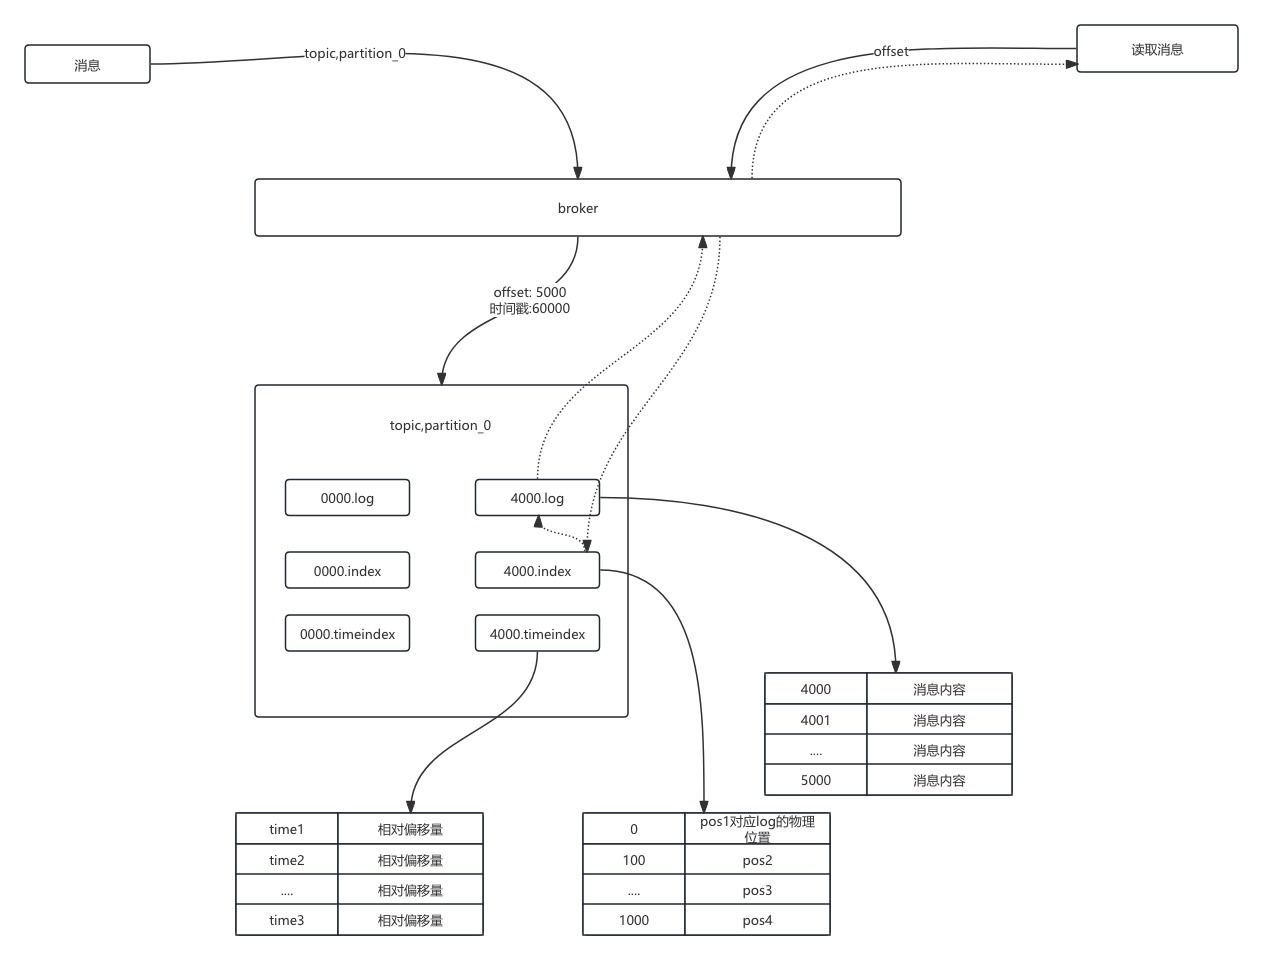 消息
topic,partition_0
offset
读取消息
broker
offset: 5000
时间戳:60000
topic,partition_0
0000.log
4000.log
0000.index
4000.index
0000.timeindex
4000.timeindex
4000
消息内容
4001
消息内容
....
消息内容
5000
消息内容
time1
相对偏移量
time2
相对偏移量
....
相对偏移量
time3
相对偏移量
0
pos1对应log的物理
位置
100
pos2
....
pos3
1000
pos4